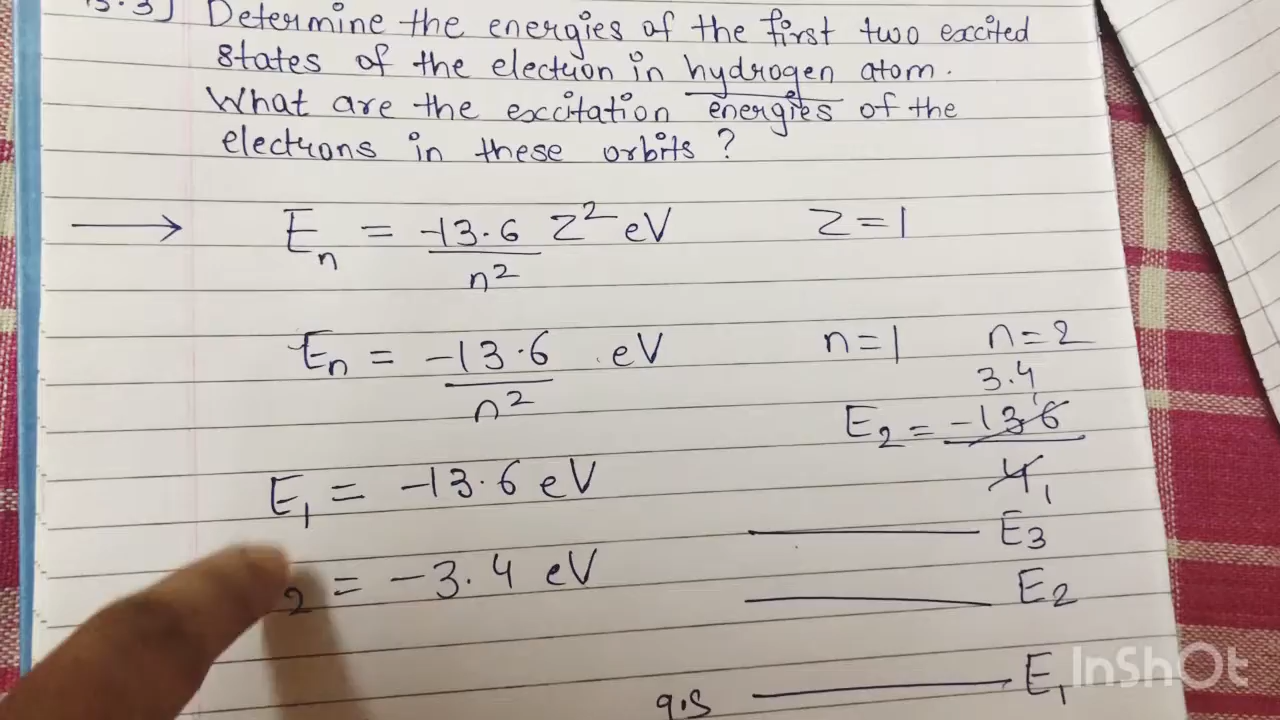 Determine the energies of the first two excited
states of the electron in hydrogen atom.
What are the excitation energies of the
electrons in these orbits ?
Eₙ = -13.6 Z² eV Z = 1
n²
Eₙ = -13.6 eV n = 1 n = 2
n²
3.4
E₂ = -13.6
4 1
E₁ = -13.6 eV
E₃
2 = -3.4 eV
E₂
g.s E₁
InShOt